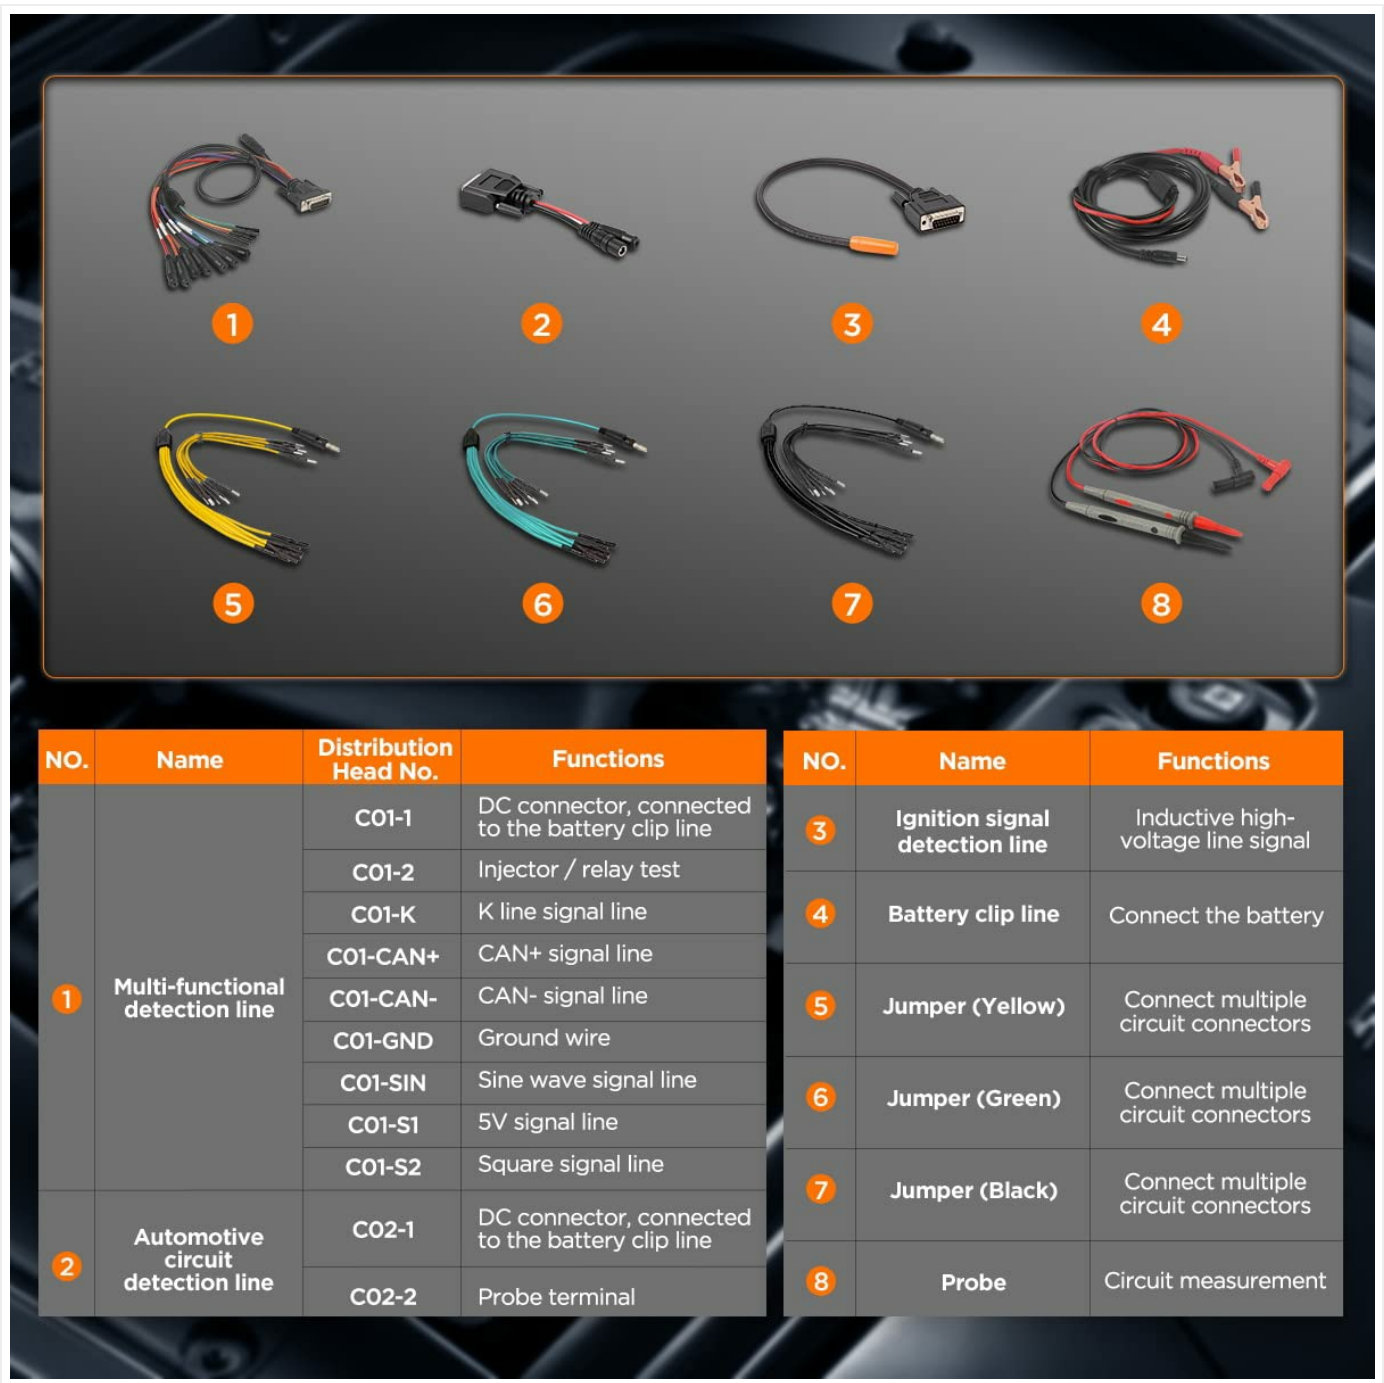 1
2
3
4
5
6
7
8
NO.
Name
Distribution
Head No.
Functions
1
Multi-functional
detection line
C01-1
DC connector, connected
to the battery clip line
C01-2
Injector / relay test
C01-K
K line signal line
C01-CAN+
CAN+ signal line
C01-CAN-
CAN- signal line
C01-GND
Ground wire
C01-SIN
Sine wave signal line
C01-S1
5V signal line
C01-S2
Square signal line
2
Automotive
circuit
detection line
C02-1
DC connector, connected
to the battery clip line
C02-2
Probe terminal
NO.
Name
Functions
3
Ignition signal
detection line
Inductive high-
voltage line signal
4
Battery clip line
Connect the battery
5
Jumper (Yellow)
Connect multiple
circuit connectors
6
Jumper (Green)
Connect multiple
circuit connectors
7
Jumper (Black)
Connect multiple
circuit connectors
8
Probe
Circuit measurement